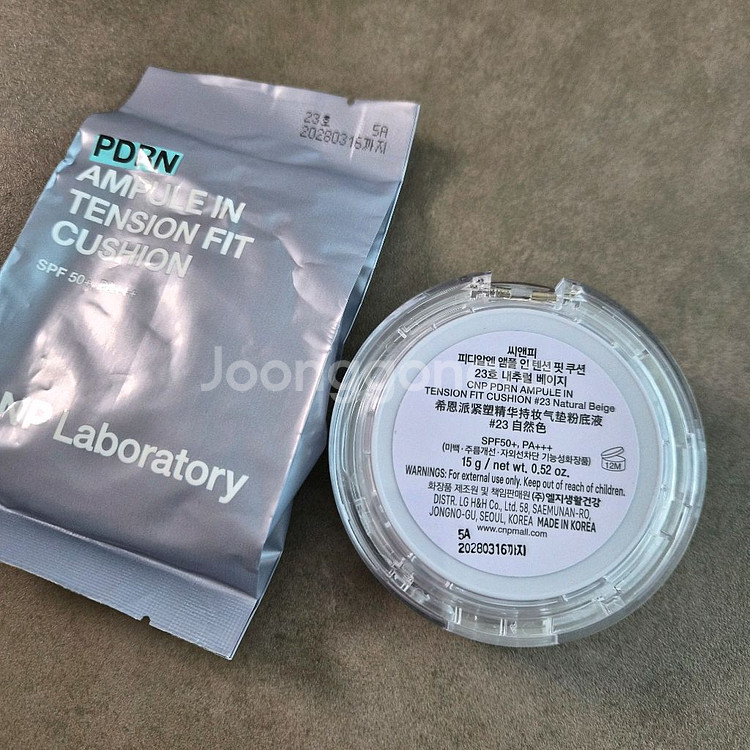 23호 5A
20280316까지
PDRN
AMPULE IN
TENSION FIT
CUSHION
SPF 50+
Laboratory
Joonggon
씨앤피
피디알엔 앰플 인 텐션 핏 쿠션
23호 내추럴 베이지
CNP PDRN AMPULE IN
TENSION FIT CUSHION #23 Natural Beige
希恩派紧塑精华持妆气垫粉底液
#23 自然色
SPF50+, PA+++
(미백·주름개선·자외선차단 기능성화장품)
15 g / net wt. 0.52 oz.
12M
WARNINGS: For external use only. Keep out of reach of children.
화장품 제조원 및 책임판매원 (주)엘지생활건강
DISTR. LG H&H Co., Ltd. 58, SAEMUNAN-RO,
JONGNO-GU, SEOUL, KOREA MADE IN KOREA
www.cnpmall.com
5A
20280316까지